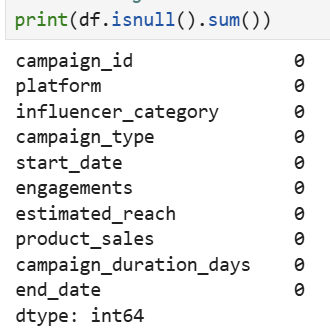 print(df.isnull().sum())
campaign_id 0
platform 0
influencer_category 0
campaign_type 0
start_date 0
engagements 0
estimated_reach 0
product_sales 0
campaign_duration_days 0
end_date 0
dtype: int64